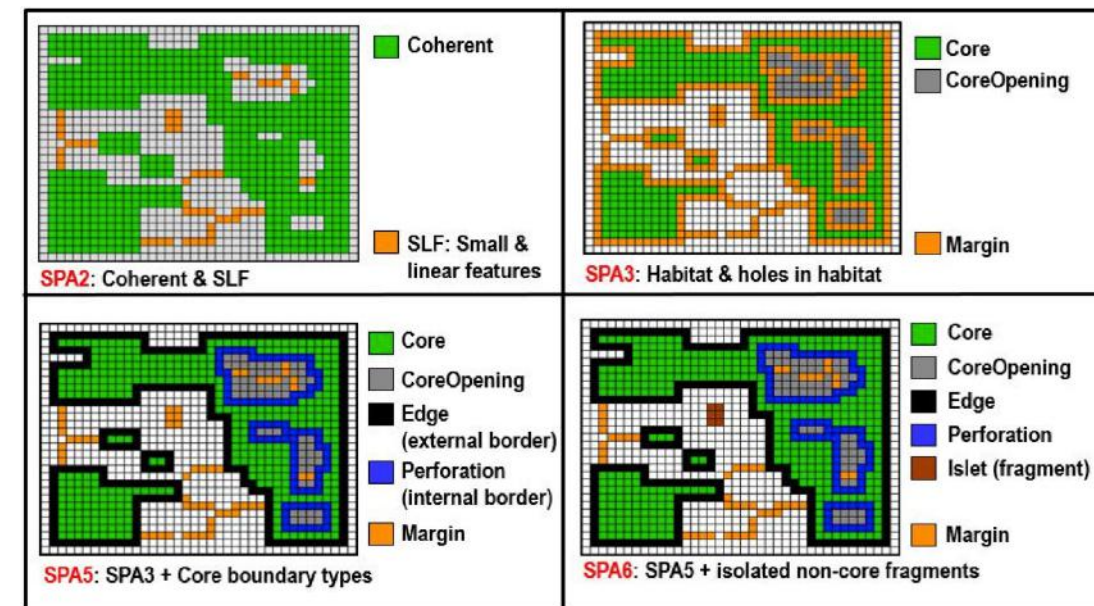 Coherent
SLF: Small &
linear features
SPA2: Coherent & SLF
Core
CoreOpening
Margin
SPA3: Habitat & holes in habitat
Core
CoreOpening
Edge
(external border)
Perforation
(internal border)
Margin
SPA5: SPA3 + Core boundary types
Core
CoreOpening
Edge
Perforation
Islet (fragment)
Margin
SPA6: SPA5 + isolated non-core fragments